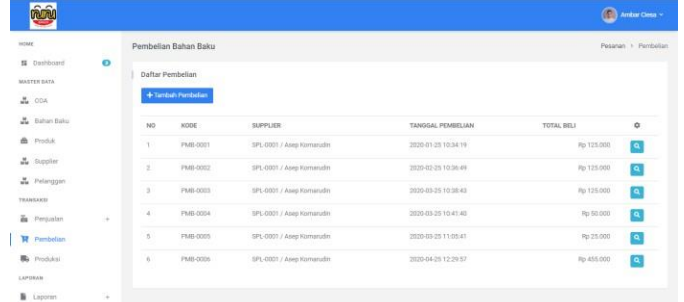 Ambar Cims
HOME
Dashboard
MASTER DATA
COA
Bahan Baku
Produk
Supplier
Pelanggan
TRANSAKSI
Penjualan
Pembelian
Produksi
LAPORAN
Laporan
Pembelian Bahan Baku
Pesanan > Pembelian
Daftar Pembelian
+ Tambah Pembelian
NO KODE SUPPLIER TANGGAL PEMBELIAN TOTAL BELI
1 PMB-0001 SPL-0001 / Asep Komarudin 2020-01-25 10:34:19 Rp 125.000
2 PMB-0002 SPL-0001 / Asep Komarudin 2020-02-25 10:36:49 Rp 125.000
3 PMB-0003 SPL-0001 / Asep Komarudin 2020-03-25 10:38:43 Rp 125.000
4 PMB-0004 SPL-0001 / Asep Komarudin 2020-03-25 10:41:40 Rp 50.000
5 PMB-0005 SPL-0001 / Asep Komarudin 2020-03-25 11:05:41 Rp 25.000
6 PMB-0006 SPL-0001 / Asep Komarudin 2020-04-25 12:29:57 Rp 455.000